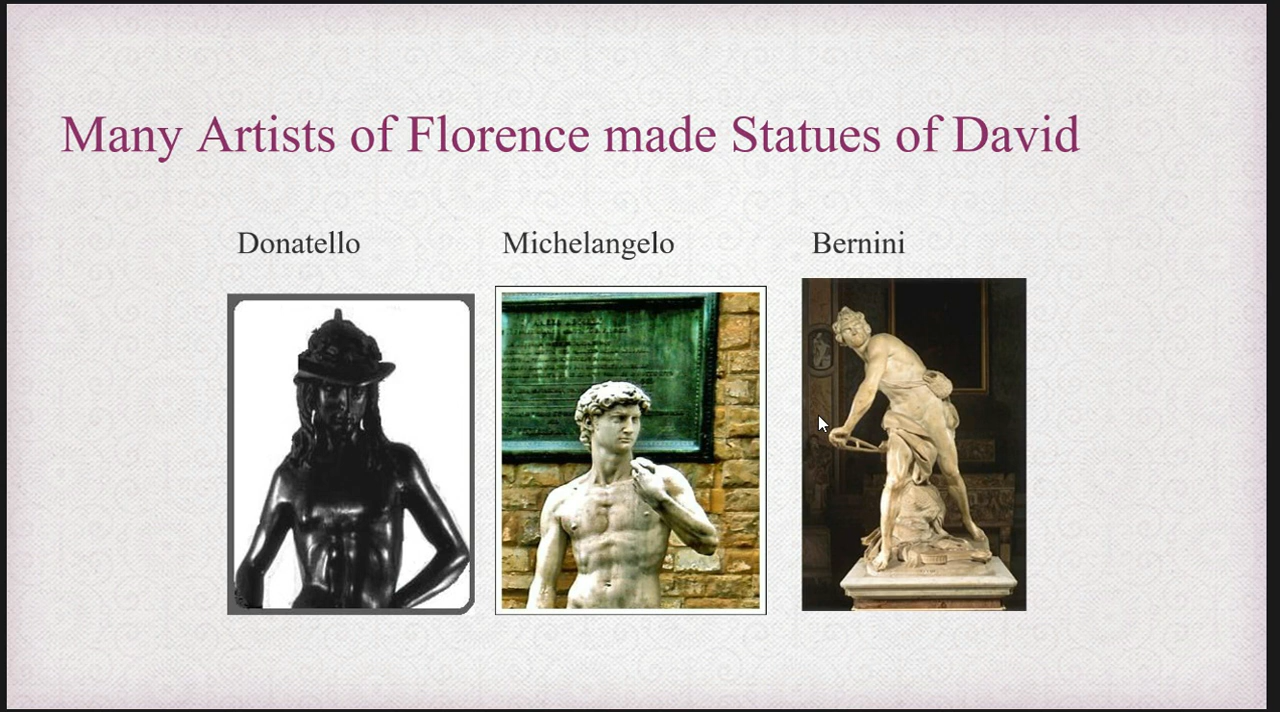 Many Artists of Florence made Statues of David
Donatello
Michelangelo
Bernini